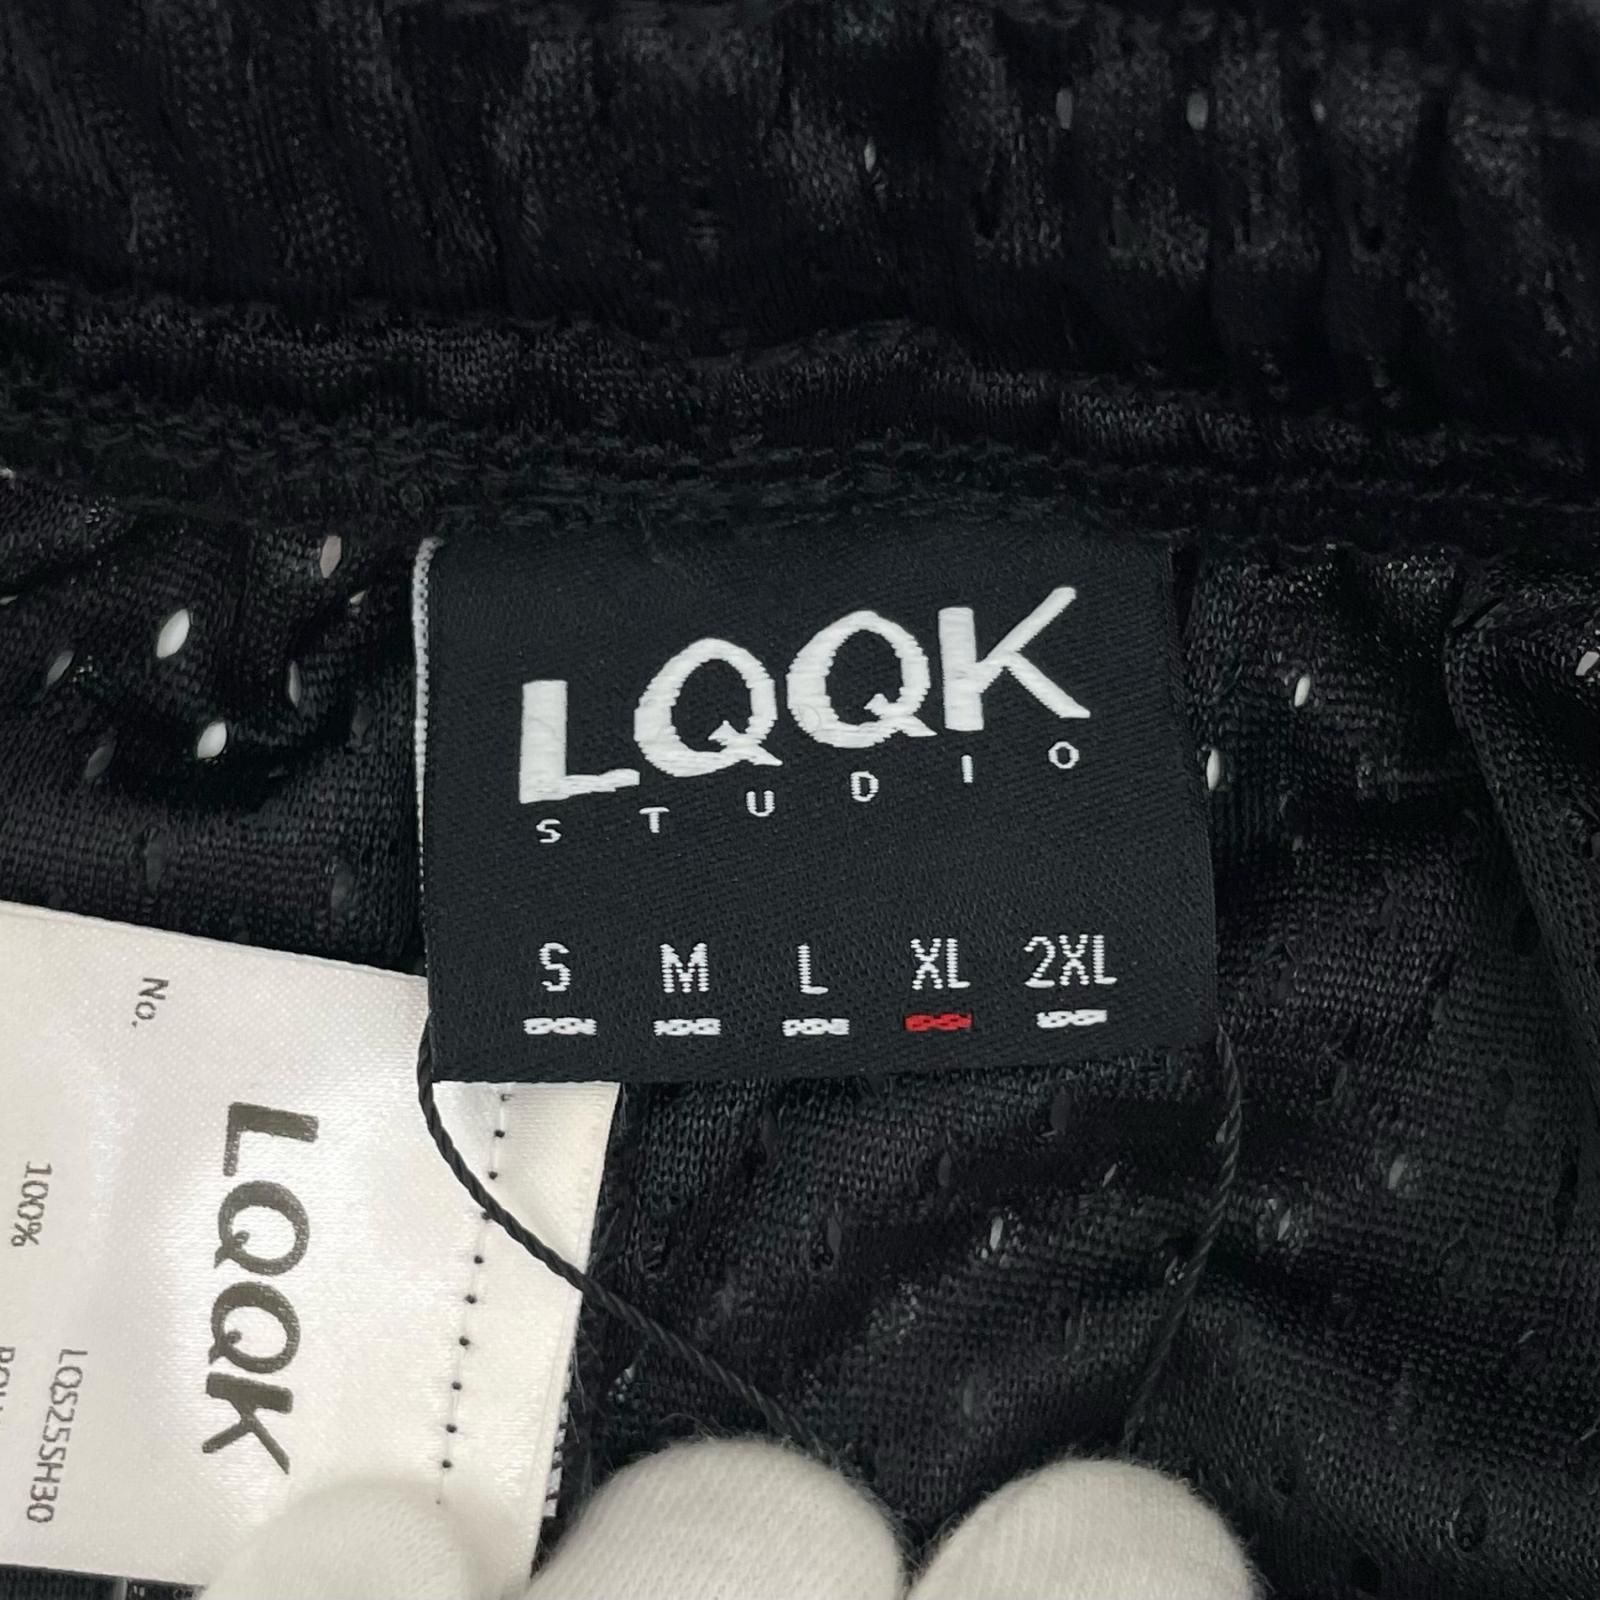 LQQK
STUDIO
S M L XL 2XL
LQQK
No.
LQS25SH30
100%